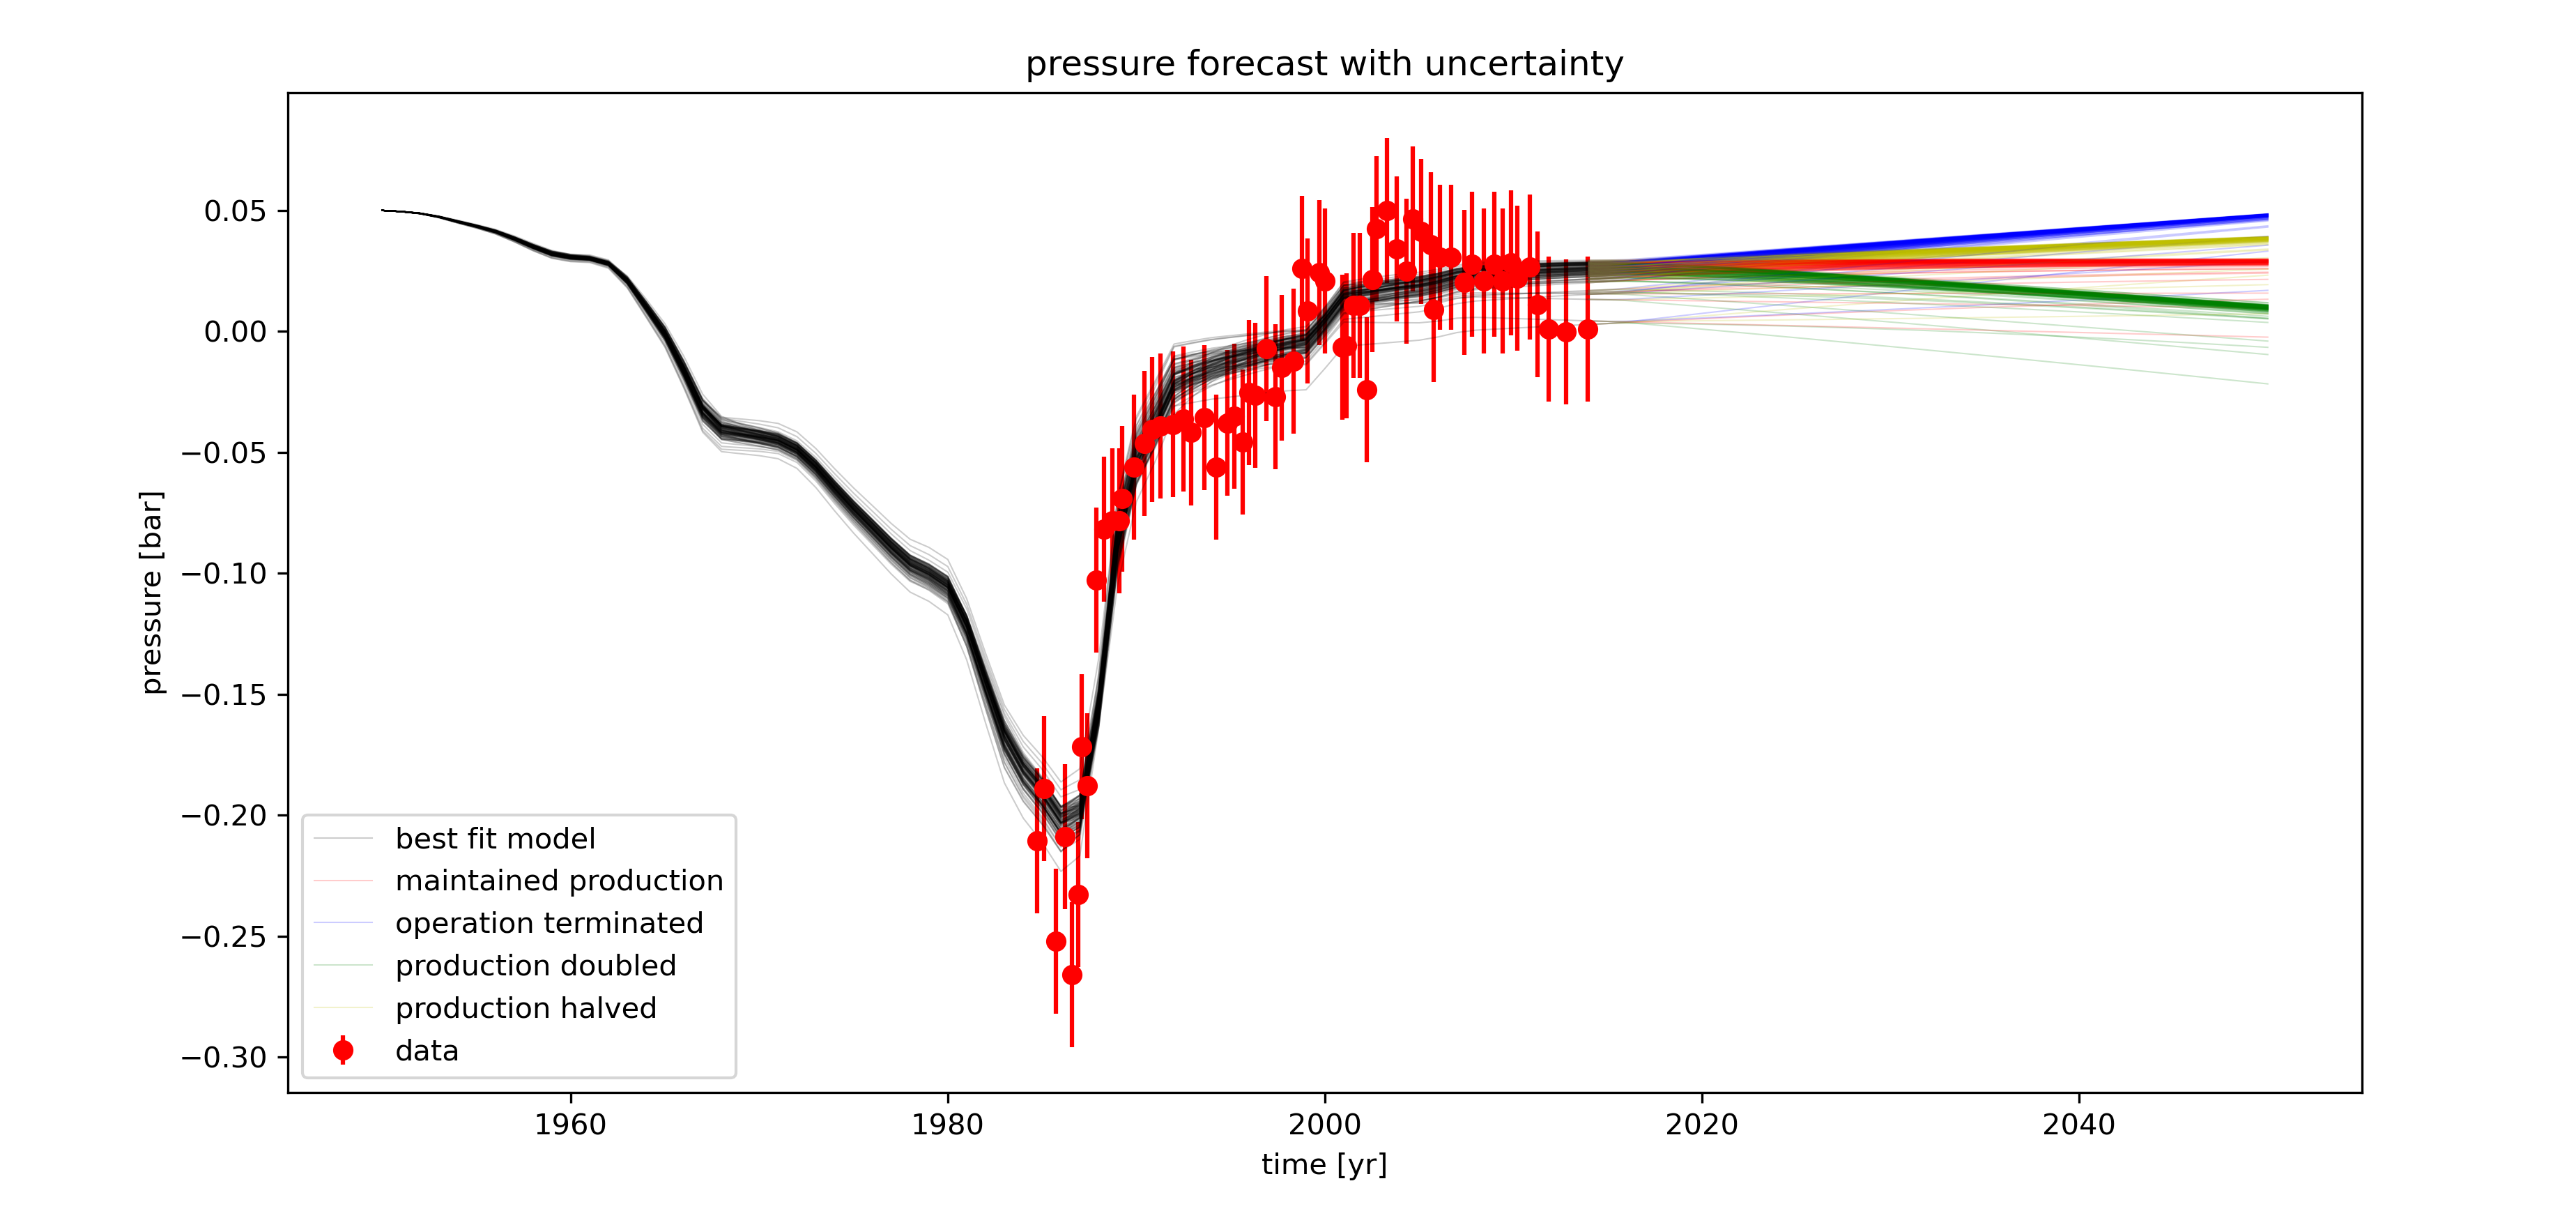 pressure forecast with uncertainty
0.05
0.00
−0.05
−0.10
−0.15
−0.20
−0.25
−0.30
pressure [bar]
best fit model
maintained production
operation terminated
production doubled
production halved
data
1960
1980
2000
2020
2040
time [yr]